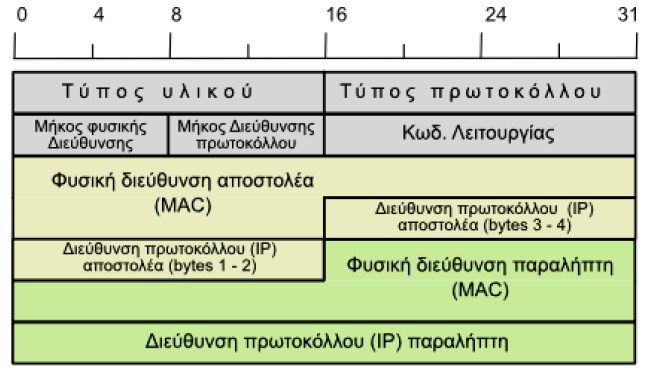 0 4 8 16 24 31
Τύπος υλικού
Τύπος πρωτοκόλλου
Μήκος φυσικής
Διεύθυνσης
Μήκος Διεύθυνσης
πρωτοκόλλου
Κωδ. Λειτουργίας
Φυσική διεύθυνση αποστολέα
(MAC)
Διεύθυνση πρωτοκόλλου (IP)
αποστολέα (bytes 3 - 4)
Διεύθυνση πρωτοκόλλου (IP)
αποστολέα (bytes 1 - 2)
Φυσική διεύθυνση παραλήπτη
(MAC)
Διεύθυνση πρωτοκόλλου (IP) παραλήπτη